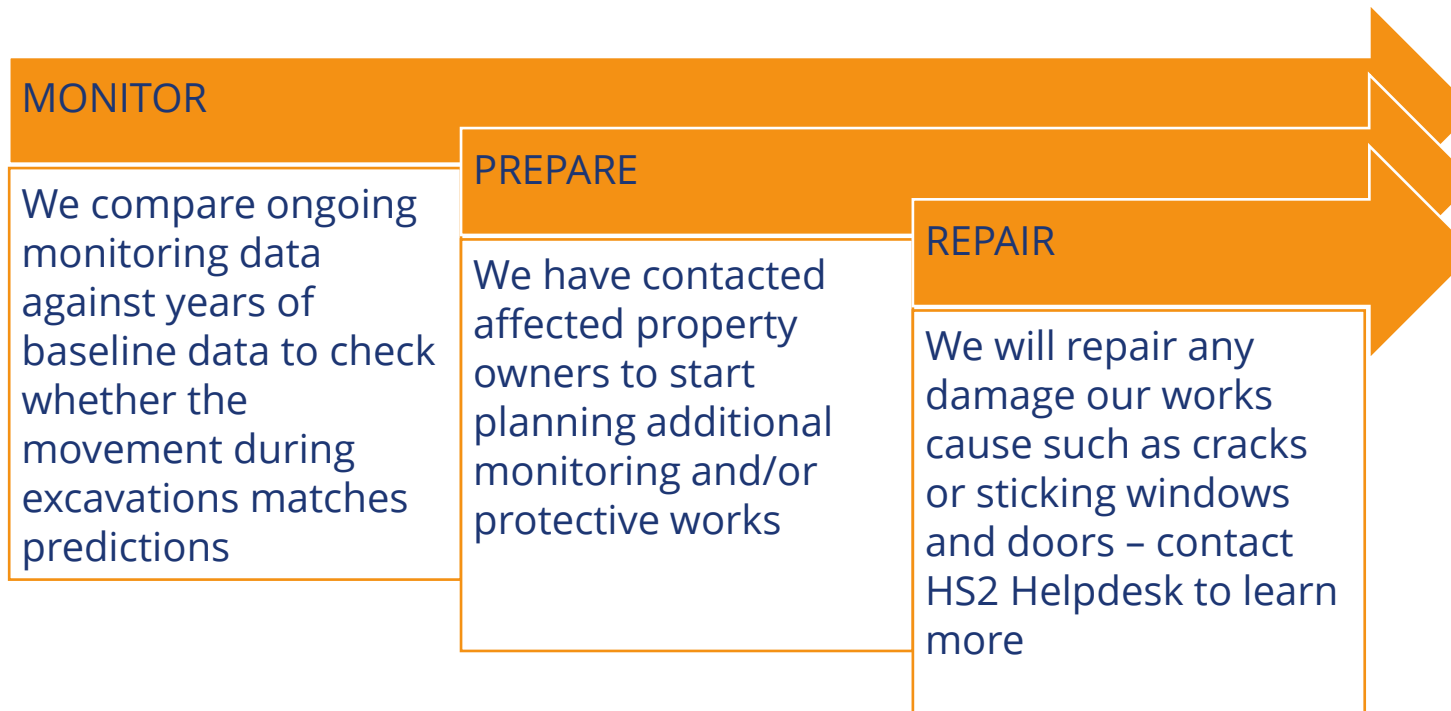 MONITOR
We compare ongoing
monitoring data
against years of
baseline data to check
whether the
movement during
excavations matches
predictions
PREPARE
We have contacted
affected property
owners to start
planning additional
monitoring and/or
protective works
REPAIR
We will repair any
damage our works
cause such as cracks
or sticking windows
and doors – contact
HS2 Helpdesk to learn
more